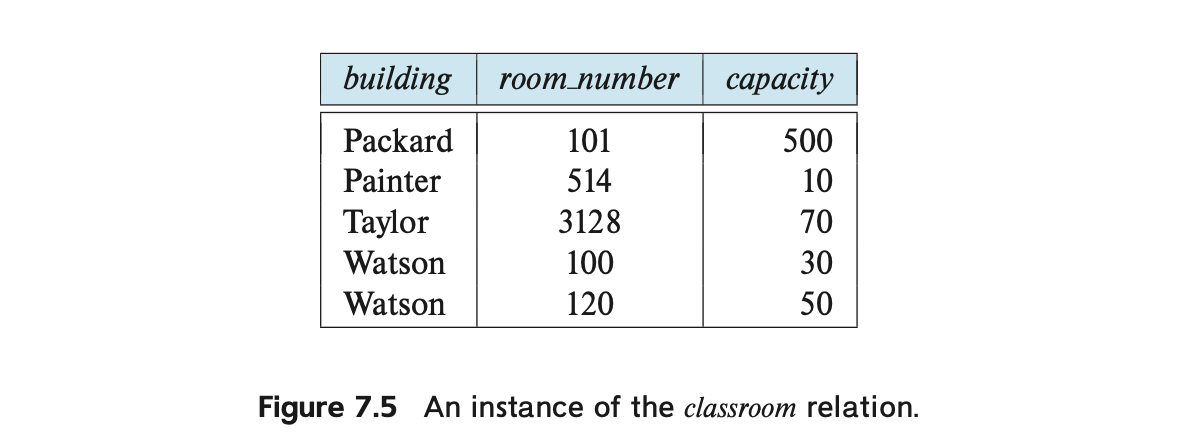 building room_number capacity
Packard 101 500
Painter 514 10
Taylor 3128 70
Watson 100 30
Watson 120 50
Figure 7.5 An instance of the classroom relation.